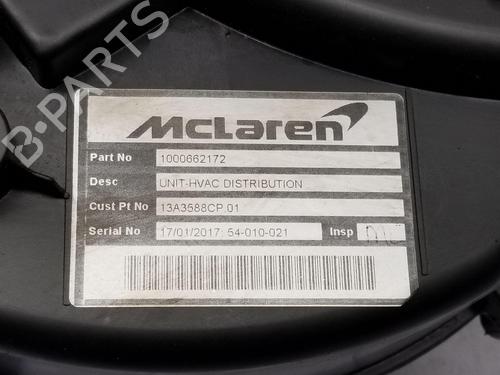 B-PARTS
McLaren
Part No 1000662172
Desc UNIT-HVAC DISTRIBUTION
Cust Pt No 13A3588CP.01
Serial No 17/01/2017: 54-010-021 Insp